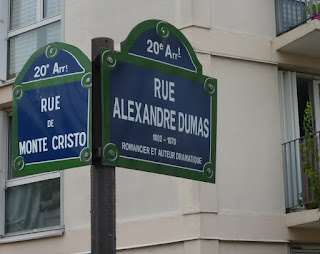 20e Arrt
RUE
DE
MONTE CRISTO
20e Arrt
RUE
ALEXANDRE DUMAS
1802 - 1870
ROMANCIER ET AUTEUR DRAMATIQUE